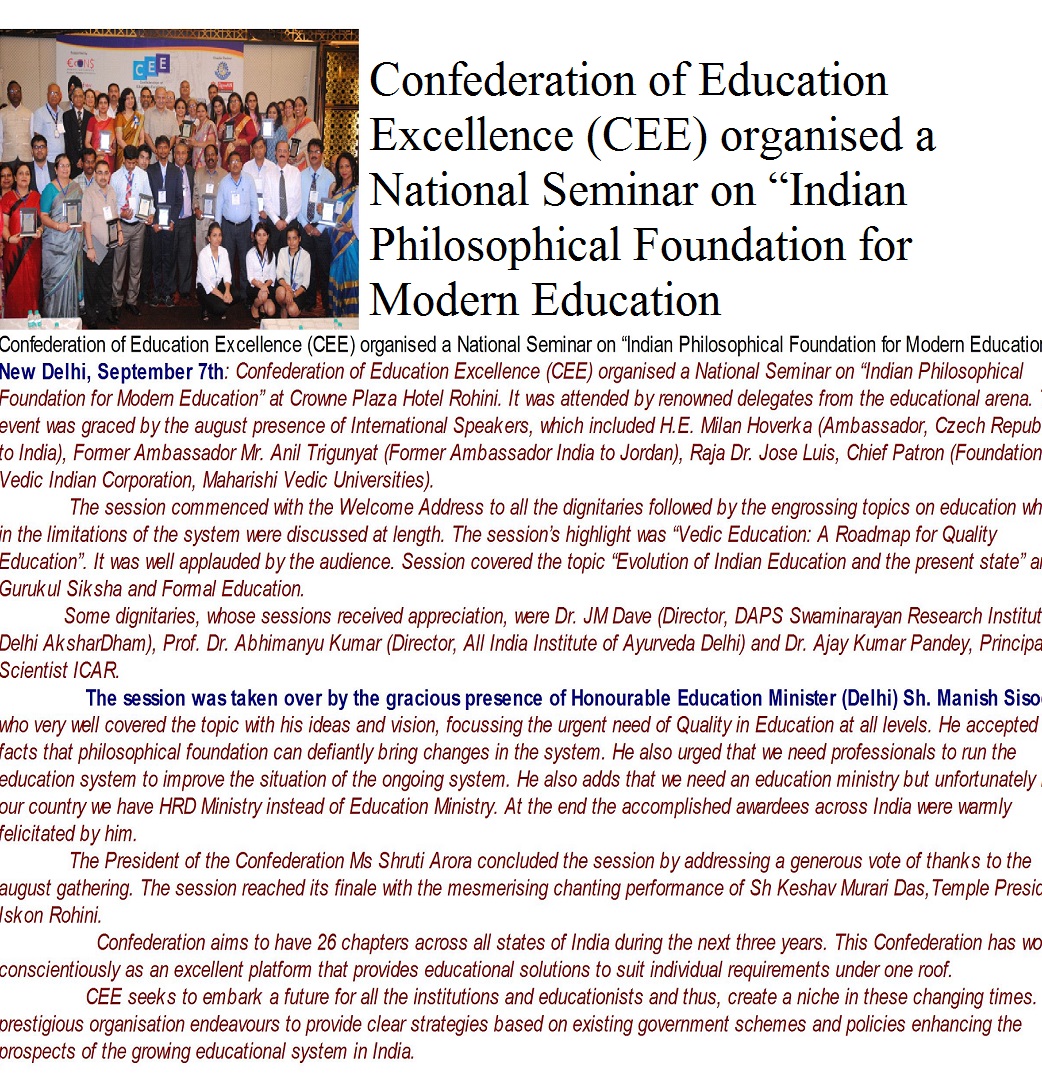 CEE
Confederation of Education
Excellence (CEE) organised a
National Seminar on “Indian
Philosophical Foundation for
Modern Education
Confederation of Education Excellence (CEE) organised a National Seminar on “Indian Philosophical Foundation for Modern
New Delhi, September 7th: Confederation of Education Excellence (CEE) organised a National Seminar on “Indian Philosophical
Foundation for Modern Education” at Crowne Plaza Hotel Rohini. It was attended by renowned delegates from the educational arena.
event was graced by the august presence of International Speakers, which included H.E. Milan Hoverka (Ambassador, Czech
to India), Former Ambassador Mr. Anil Trigunyat (Former Ambassador India to Jordan), Raja Dr. Jose Luis, Chief Patron (Foundation
Vedic Indian Corporation, Maharishi Vedic Universities).
The session commenced with the Welcome Address to all the dignitaries followed by the engrossing topics on education
in the limitations of the system were discussed at length. The session’s highlight was “Vedic Education: A Roadmap for Quality
Education”. It was well applauded by the audience. Session covered the topic “Evolution of Indian Education and the present state”
Gurukul Siksha and Formal Education.
Some dignitaries, whose sessions received appreciation, were Dr. JM Dave (Director, DAPS Swaminarayan Research
Delhi AksharDham), Prof. Dr. Abhimanyu Kumar (Director, All India Institute of Ayurveda Delhi) and Dr. Ajay Kumar Pandey,
Scientist ICAR.
The session was taken over by the gracious presence of Honourable Education Minister (Delhi) Sh. Manish
who very well covered the topic with his ideas and vision, focussing the urgent need of Quality in Education at all levels. He accepted
facts that philosophical foundation can defiantly bring changes in the system. He also urged that we need professionals to run the
education system to improve the situation of the ongoing system. He also adds that we need an education ministry but unfortunately
our country we have HRD Ministry instead of Education Ministry. At the end the accomplished awardees across India were warmly
felicitated by him.
The President of the Confederation Ms Shruti Arora concluded the session by addressing a generous vote of thanks to the
august gathering. The session reached its finale with the mesmerising chanting performance of Sh Keshav Murari Das,Temple
Iskon Rohini.
Confederation aims to have 26 chapters across all states of India during the next three years. This Confederation has
conscientiously as an excellent platform that provides educational solutions to suit individual requirements under one roof.
CEE seeks to embark a future for all the institutions and educationists and thus, create a niche in these changing times.
prestigious organisation endeavours to provide clear strategies based on existing government schemes and policies enhancing the
prospects of the growing educational system in India.